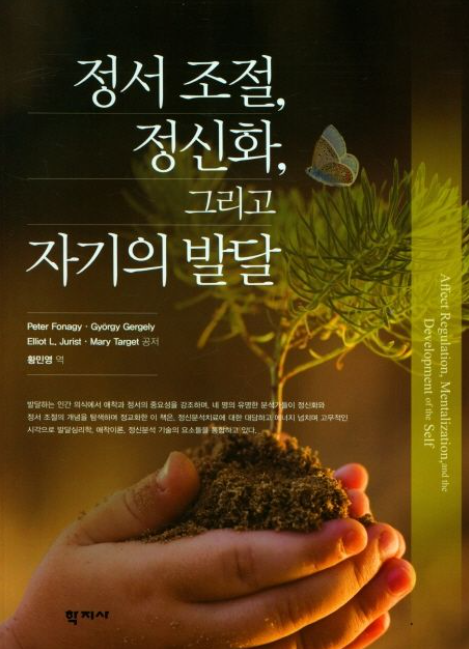 정서 조절,
정신화,
그리고
자기의 발달
Peter Fonagy · György Gergely
Elliot L. Jurist · Mary Target 공저
황민영 역
발달하는 인간 의식에서 애착과 정서의 중요성을 강조하며, 네 명의 유명한 분석가들이 정신화와
정서 조절의 개념을 탐색하며 정교화한 이 책은, 정신분석치료에 대한 대담하고 에너지 넘치며 고무적인
시각으로 발달심리학, 애착이론, 정신분석 기술의 요소들을 통합하고 있다.
Affect Regulation, Mentalization, and the
Development of the Self
학지사